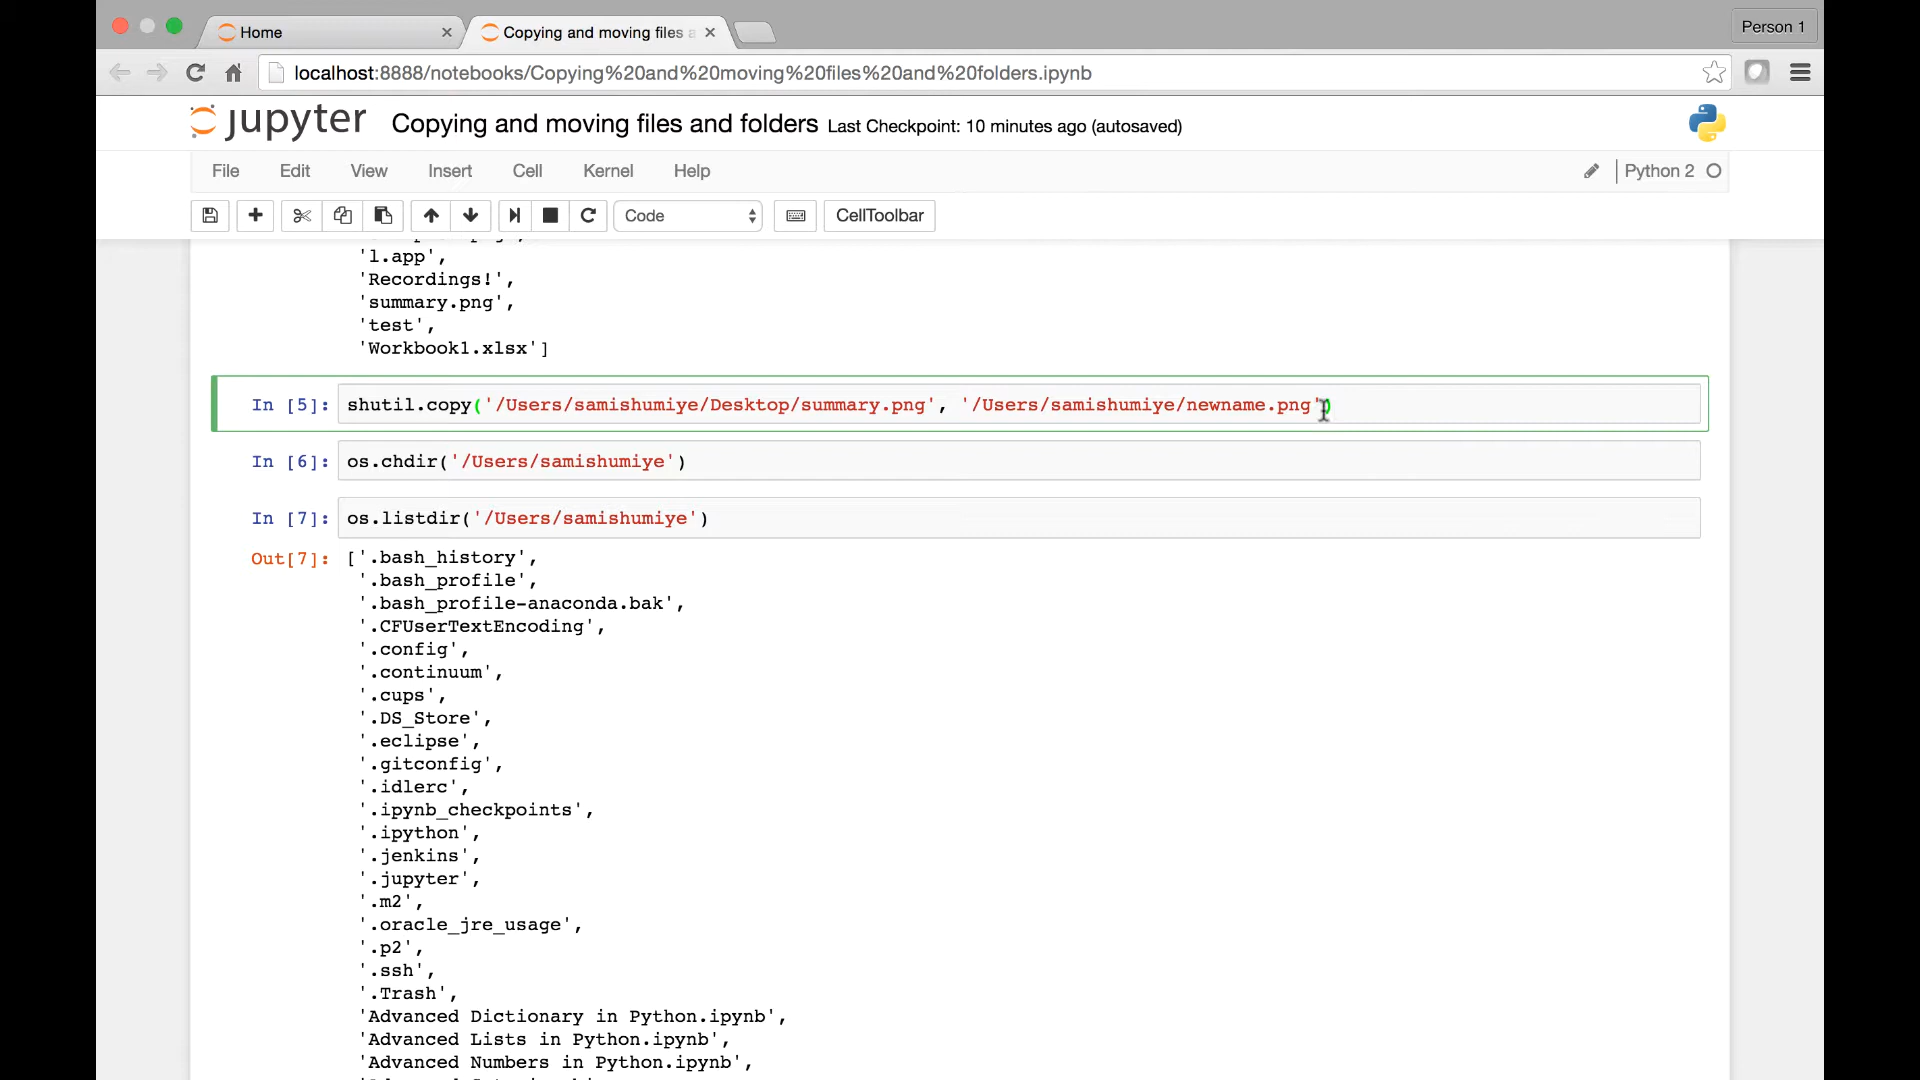 Home
Copying and moving files a
Person 1
localhost:8888/notebooks/Copying%20and%20moving%20files%20and%20folders.ipynb
jupyter Copying and moving files and folders Last Checkpoint: 10 minutes ago (autosaved)
File Edit View Insert Cell Kernel Help Python 2
Code CellToolbar
'l.app',
'Recordings!',
'summary.png',
'test',
'Workbook1.xlsx']
In [5]: shutil.copy('/Users/samishumiye/Desktop/summary.png', '/Users/samishumiye/newname.png')
In [6]: os.chdir('/Users/samishumiye')
In [7]: os.listdir('/Users/samishumiye')
Out[7]: ['.bash_history',
'.bash_profile',
'.bash_profile-anaconda.bak',
'.CFUserTextEncoding',
'.config',
'.continuum',
'.cups',
'.DS_Store',
'.eclipse',
'.gitconfig',
'.idlerc',
'.ipynb_checkpoints',
'.ipython',
'.jenkins',
'.jupyter',
'.m2',
'.oracle_jre_usage',
'.p2',
'.ssh',
'.Trash',
'Advanced Dictionary in Python.ipynb',
'Advanced Lists in Python.ipynb',
'Advanced Numbers in Python.ipynb',